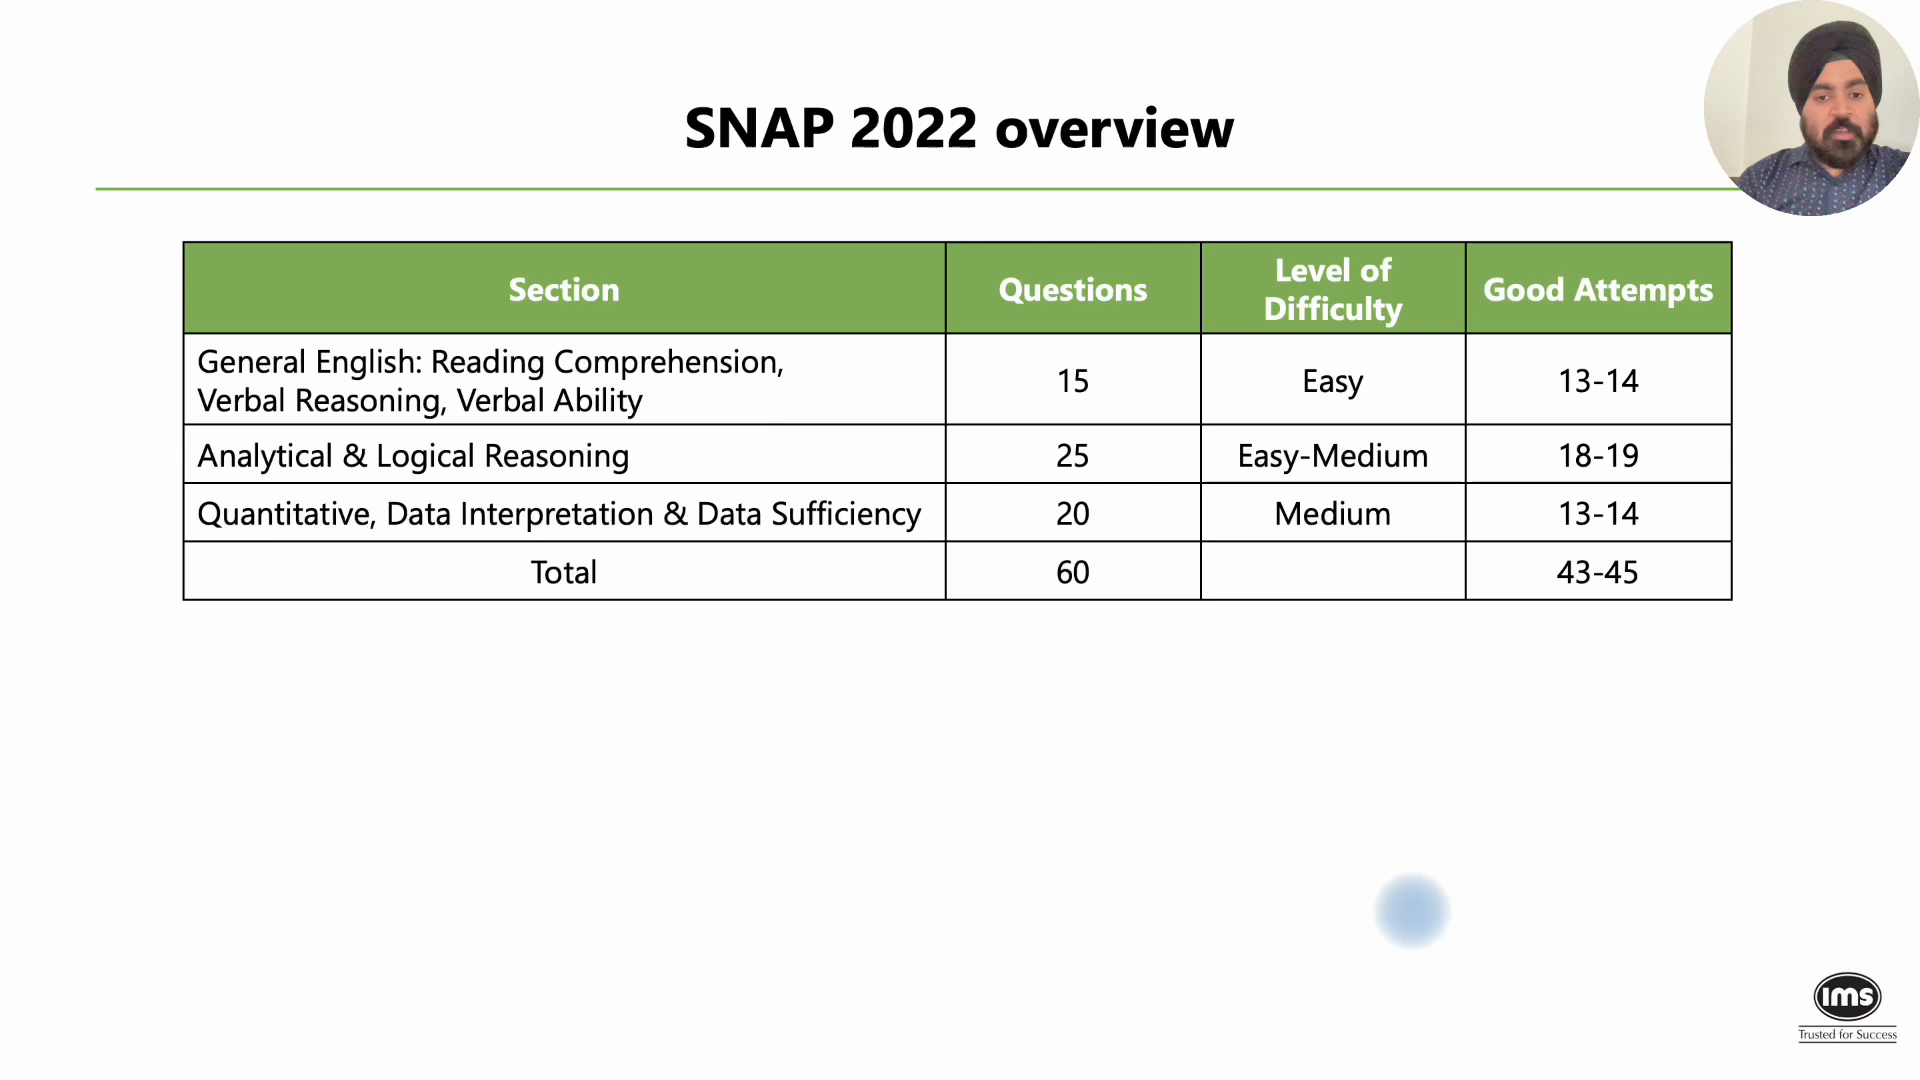 SNAP 2022 overview
Section
Questions
Level of
Difficulty
Good Attempts
General English: Reading Comprehension,
Verbal Reasoning, Verbal Ability
15
Easy
13-14
Analytical & Logical Reasoning
25
Easy-Medium
18-19
Quantitative, Data Interpretation & Data Sufficiency
20
Medium
13-14
Total
60
43-45
ims
Trusted for Success